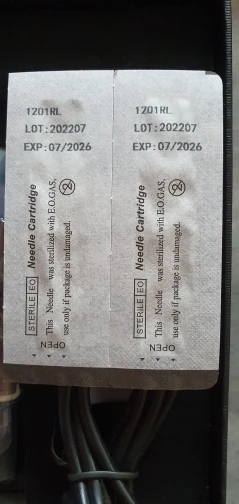 1201RL
LOT:202207
EXP:07/2026
STERILE EO Needle Cartridge
This Needle was sterilized with E.O.GAS,
use only if package is undamaged.
2
OPEN
1201RL
LOT:202207
EXP:07/2026
STERILE EO Needle Cartridge
This Needle was sterilized with E.O.GAS,
use only if package is undamaged.
2
OPEN